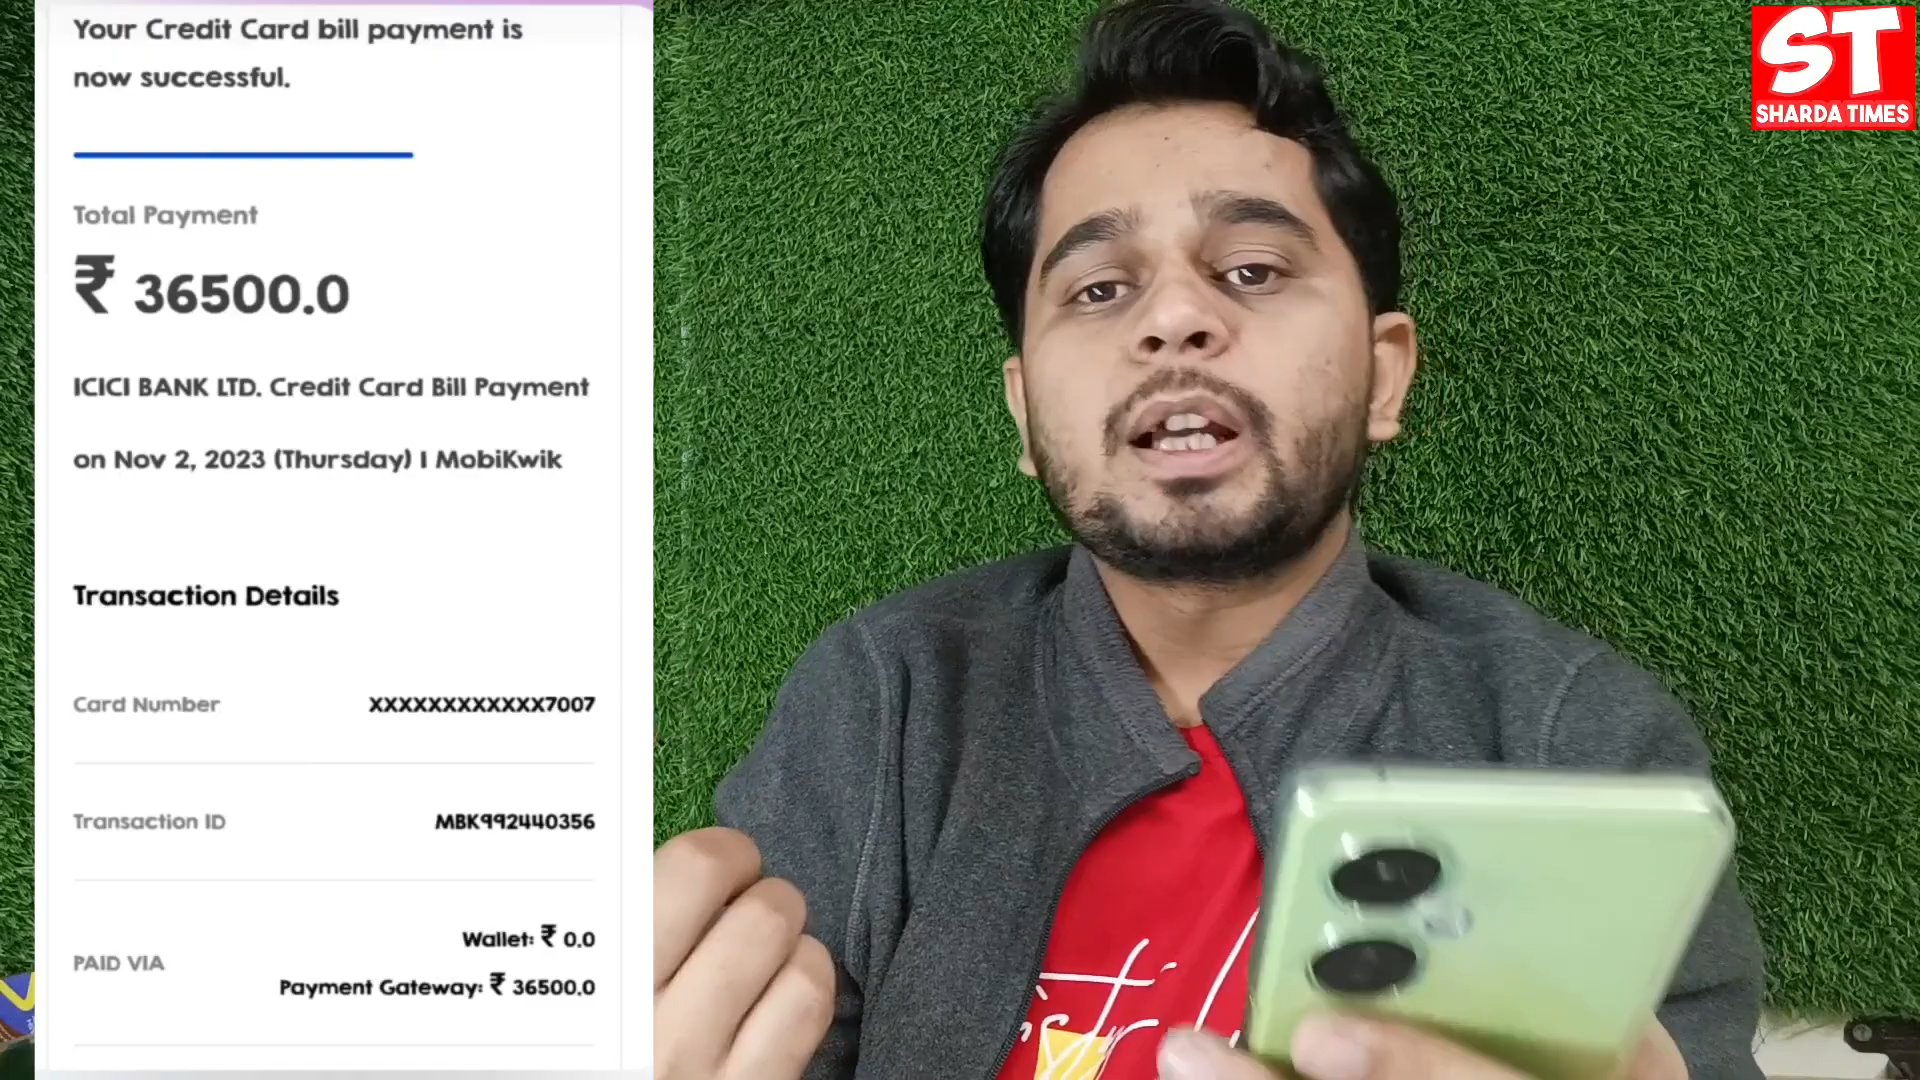 Your Credit Card bill payment is
now successful.
Total Payment
₹ 36500.0
ICICI BANK LTD. Credit Card Bill Payment
on Nov 2, 2023 (Thursday) I MobiKwik
Transaction Details
Card Number XXXXXXXXXXXX7007
Transaction ID MBK992440356
PAID VIA
Wallet: ₹ 0.0
Payment Gateway: ₹ 36500.0
ST
SHARDA TIMES